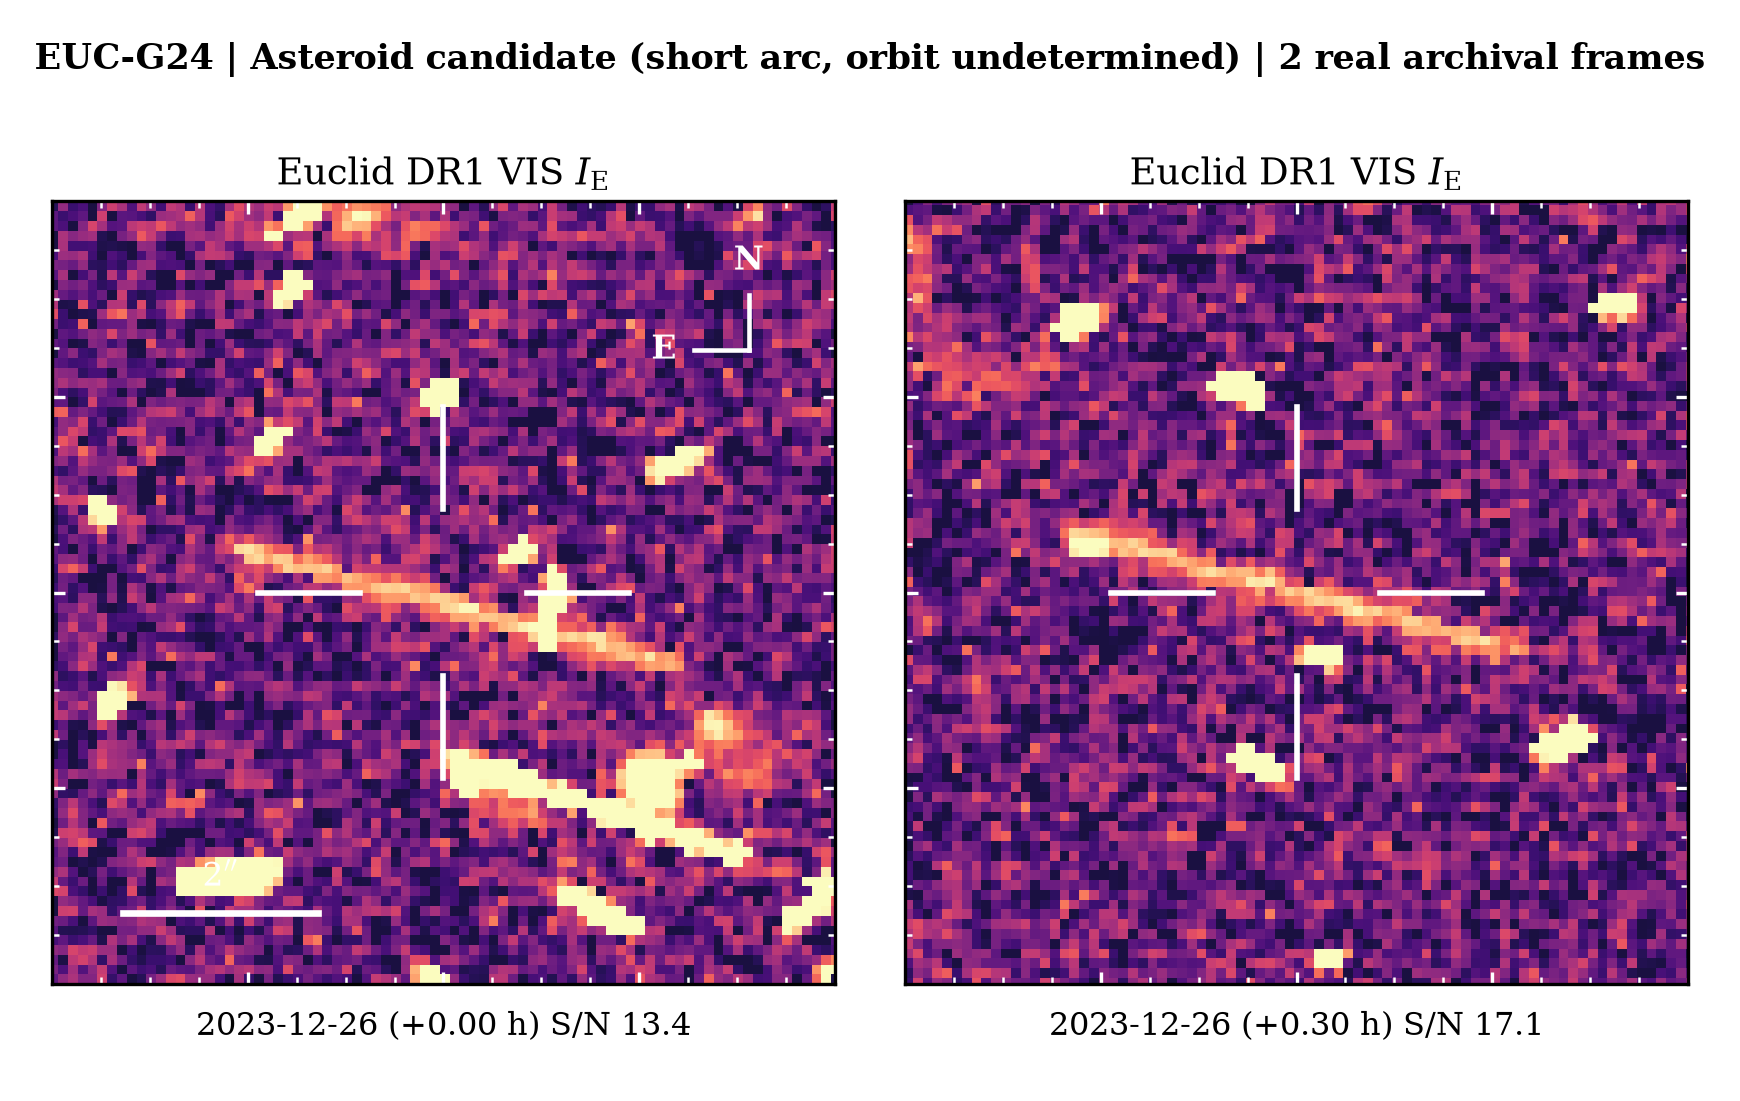 EUC-G24 | Asteroid candidate (short arc, orbit undetermined) | 2 real archival frames
Euclid DR1 VIS I_E
Euclid DR1 VIS I_E
N
E
2″
2023-12-26 (+0.00 h) S/N 13.4
2023-12-26 (+0.30 h) S/N 17.1